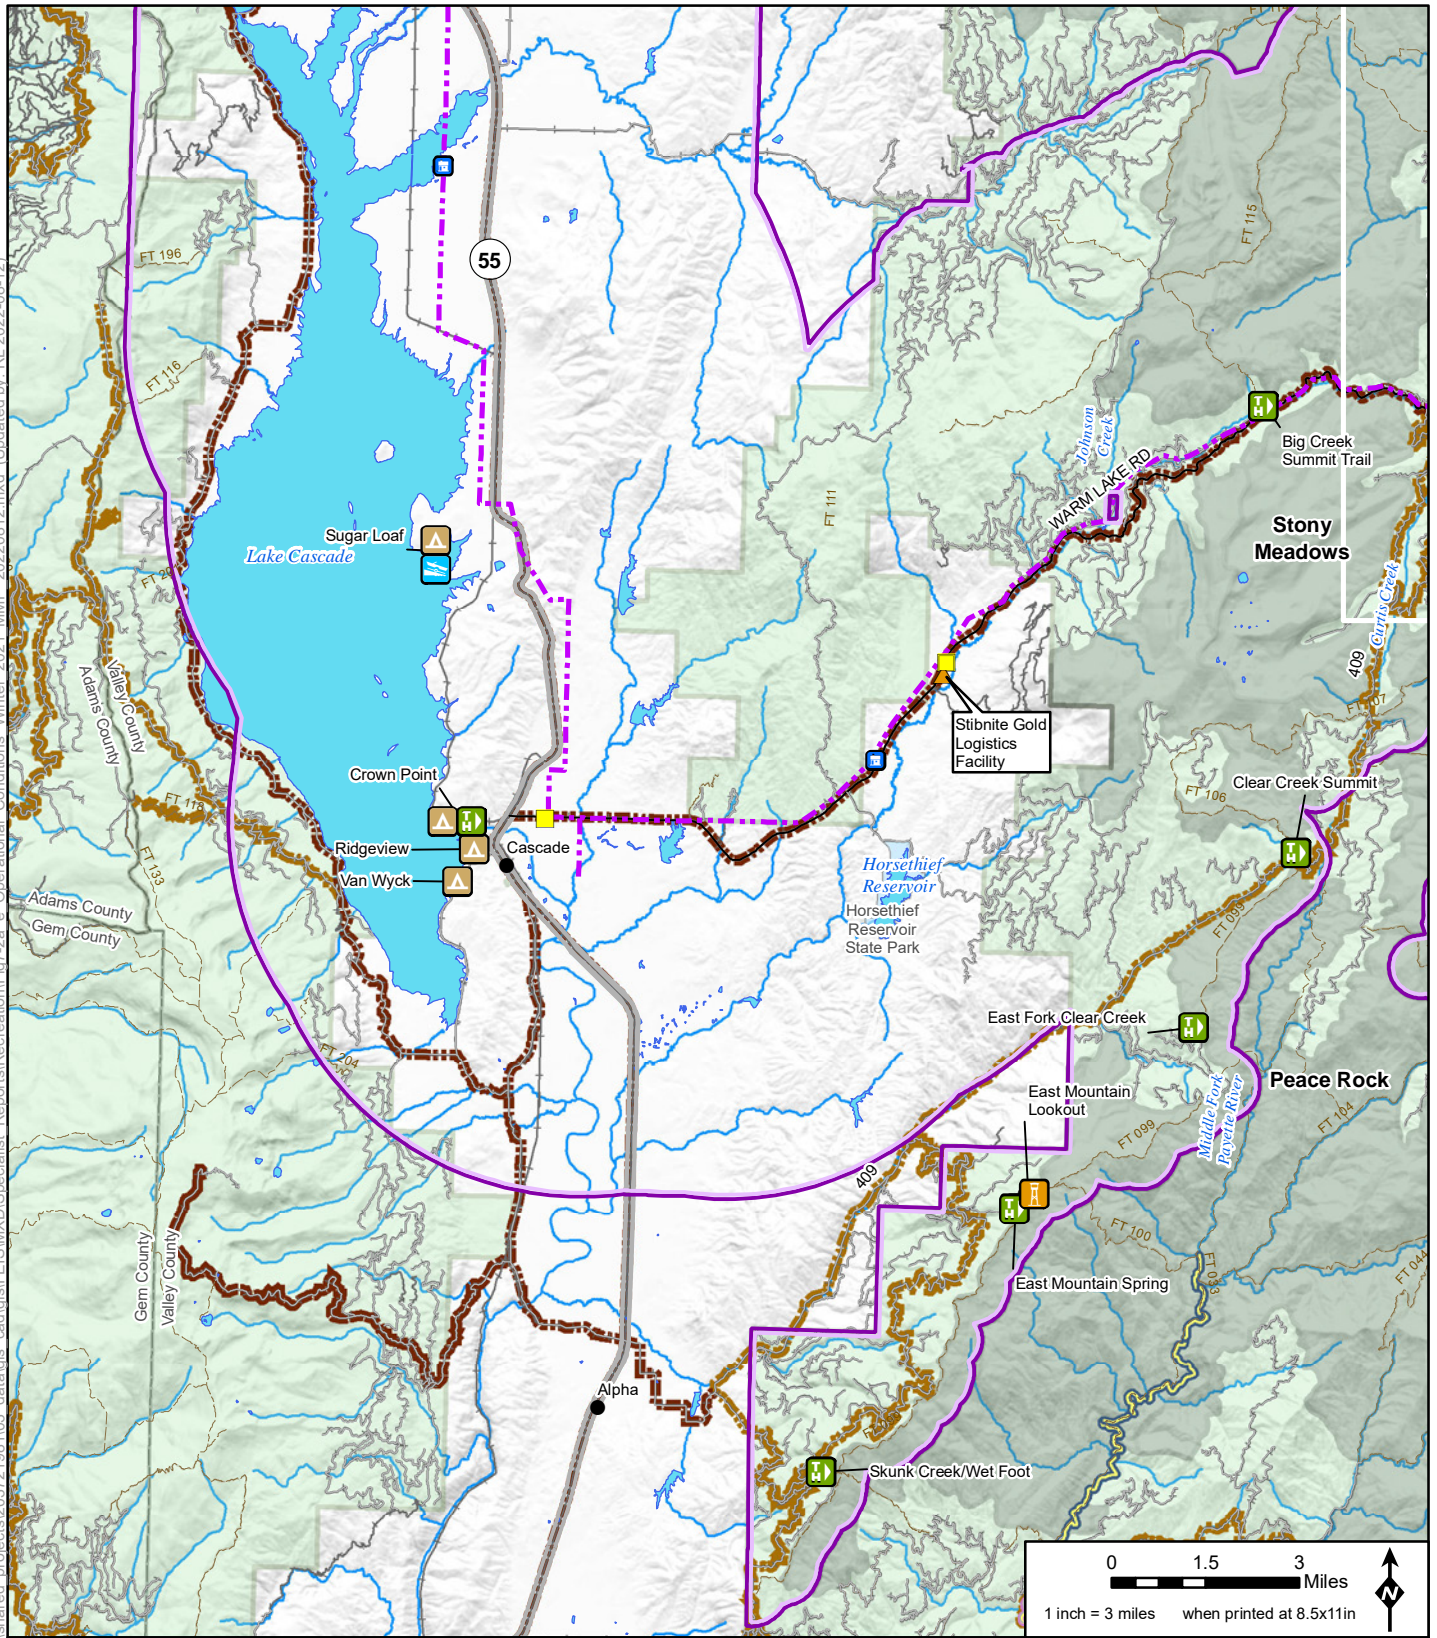 FT 115
FT 196
55
FT 116
Johnson
Creek
Big Creek
Summit Trail
WARM LAKE RD
FT 111
Stony
Meadows
Sugar Loaf
Lake Cascade
Curtis Creek
409
Valley County
Adams County
Stibnite Gold
Logistics
Facility
Crown Point
Clear Creek Summit
FT 106
FT 118
Ridgeview
Cascade
Van Wyck
FT 133
Horsethief
Reservoir
Horsethief
Reservoir
State Park
Adams County
Gem County
FT 099
East Fork Clear Creek
FT 204
East Mountain
Lookout
Peace Rock
Middle Fork
Payette River
FT 104
FT 099
409
FT 100
Gem County
Valley County
FT 033
FT 044
East Mountain Spring
Alpha
Skunk Creek/Wet Foot
0 1.5 3
Miles
1 inch = 3 miles when printed at 8.5x11in
N